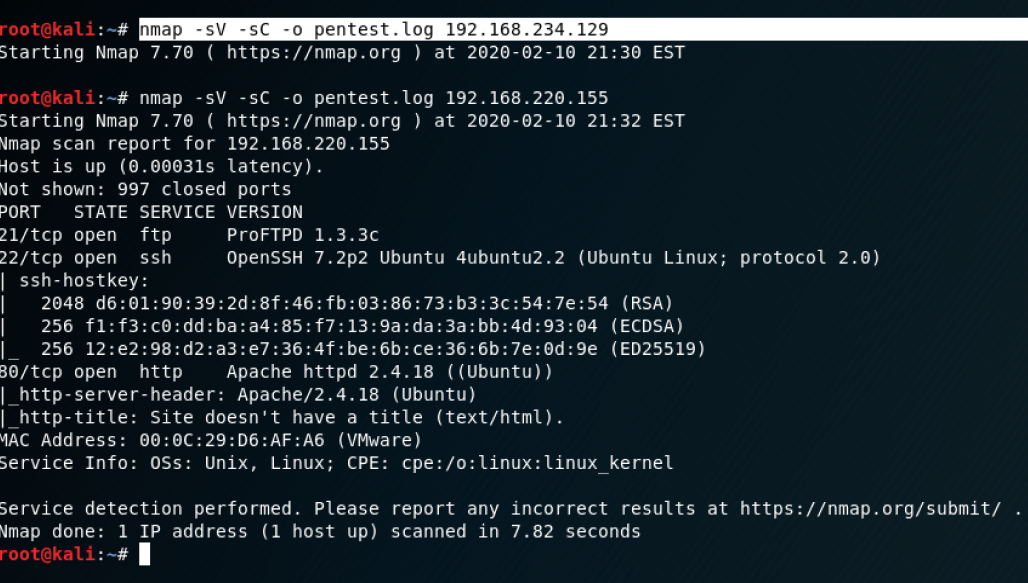 root@kali:~# nmap -sV -sC -o pentest.log 192.168.234.129
Starting Nmap 7.70 ( https://nmap.org ) at 2020-02-10 21:30 EST
root@kali:~# nmap -sV -sC -o pentest.log 192.168.220.155
Starting Nmap 7.70 ( https://nmap.org ) at 2020-02-10 21:32 EST
Nmap scan report for 192.168.220.155
Host is up (0.00031s latency).
Not shown: 997 closed ports
PORT   STATE SERVICE VERSION
21/tcp open  ftp     ProFTPD 1.3.3c
22/tcp open  ssh     OpenSSH 7.2p2 Ubuntu 4ubuntu2.2 (Ubuntu Linux; protocol 2.0)
| ssh-hostkey:
|   2048 d6:01:90:39:2d:8f:46:fb:03:86:73:b3:3c:54:7e:54 (RSA)
|   256 f1:f3:c0:dd:ba:a4:85:f7:13:9a:da:3a:bb:4d:93:04 (ECDSA)
|_  256 12:e2:98:d2:a3:e7:36:4f:be:6b:ce:36:6b:7e:0d:9e (ED25519)
80/tcp open  http    Apache httpd 2.4.18 ((Ubuntu))
|_http-server-header: Apache/2.4.18 (Ubuntu)
|_http-title: Site doesn't have a title (text/html).
MAC Address: 00:0C:29:D6:AF:A6 (VMware)
Service Info: OSs: Unix, Linux; CPE: cpe:/o:linux:linux_kernel
Service detection performed. Please report any incorrect results at https://nmap.org/submit/ .
Nmap done: 1 IP address (1 host up) scanned in 7.82 seconds
root@kali:~#